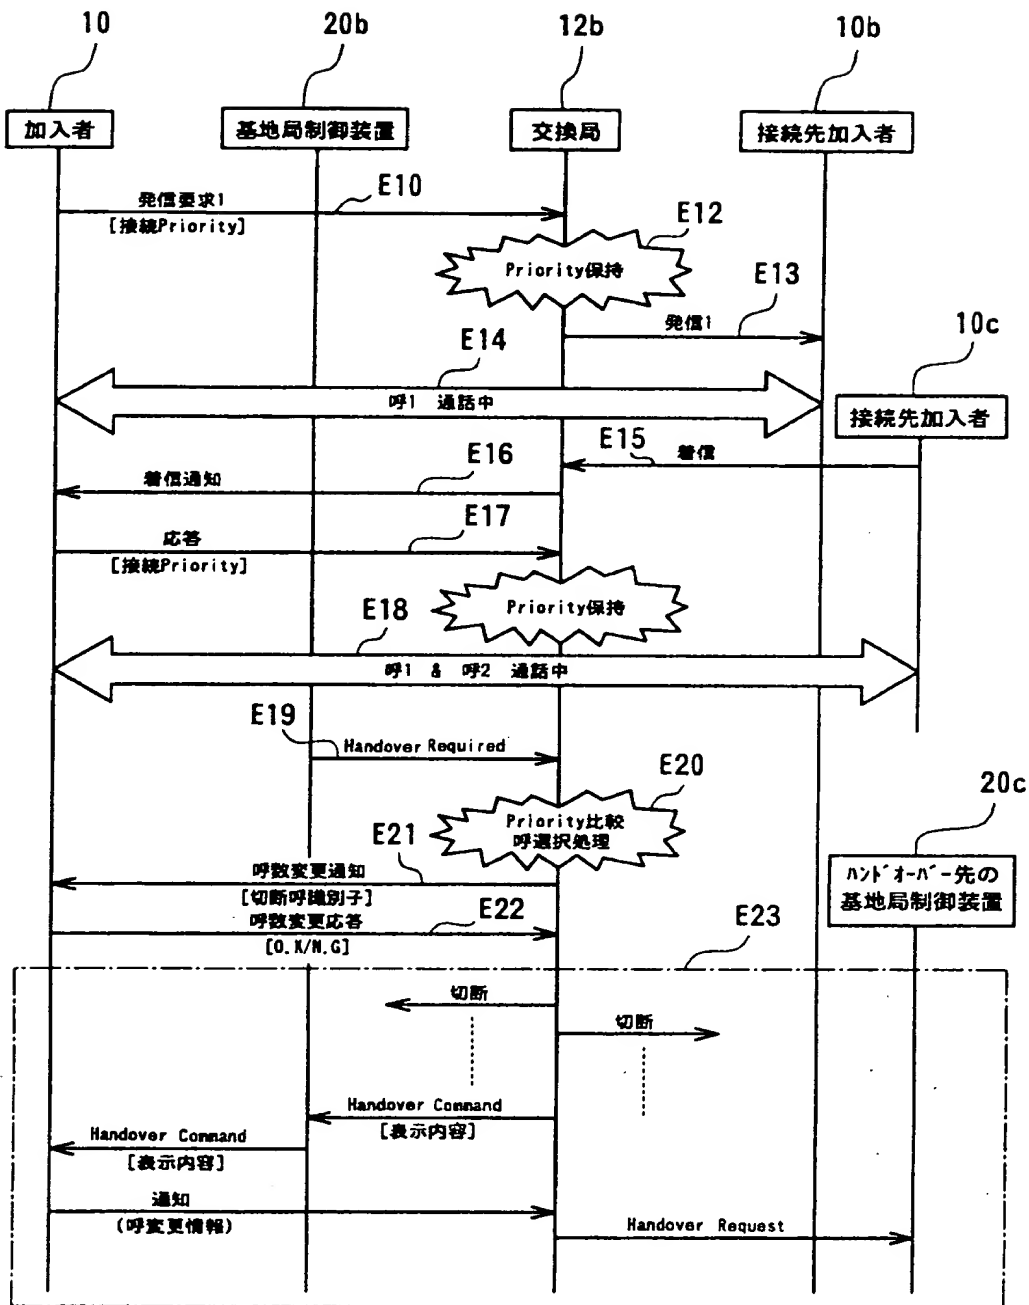 10
20b
12b
10b
加入者
基地局制御装置
交換局
接続先加入者
発信要求1
E10
[接続Priority]
E12
Priority保持
E13
発信1
10c
E14
呼1 通話中
接続先加入者
E15
着信
E16
着信通知
E17
応答
[接続Priority]
Priority保持
E18
呼1 & 呼2 通話中
E19
Handover Required
E20
20c
Priority比較
呼選択処理
E21
呼数変更通知
[切断呼識別子]
ハンドオーバー先の
基地局制御装置
E22
呼数変更応答
[O.K/N.G]
E23
切断
切断
Handover Command
[表示内容]
Handover Command
[表示内容]
通知
(呼変更情報)
Handover Request